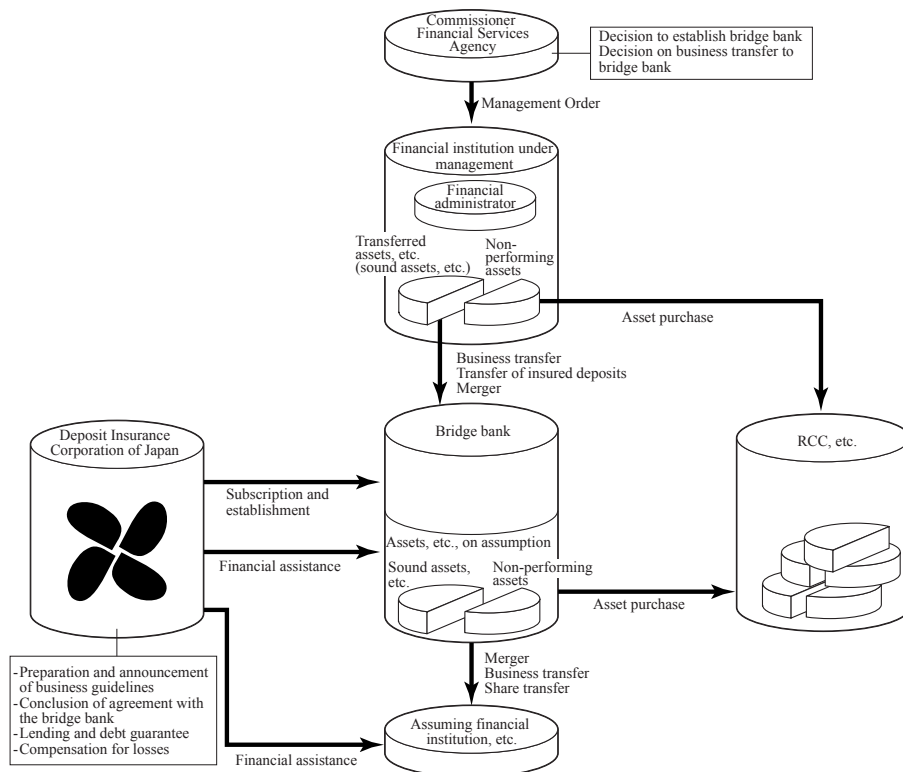 Commissioner
Financial Services
Agency
Decision to establish bridge bank
Decision on business transfer to
bridge bank
Management Order
Financial institution under
management
Financial
administrator
Transferred
assets, etc.
(sound assets, etc.)
Non-
performing
assets
Asset purchase
Business transfer
Transfer of insured deposits
Merger
Deposit Insurance
Corporation of Japan
Bridge bank
RCC, etc.
Subscription and
establishment
Assets, etc., on assumption
Financial assistance
Sound assets,
etc.
Non-performing
assets
Asset purchase
Merger
Business transfer
Share transfer
-Preparation and announcement
of business guidelines
-Conclusion of agreement with
the bridge bank
-Lending and debt guarantee
-Compensation for losses
Assuming financial
institution, etc.
Financial assistance